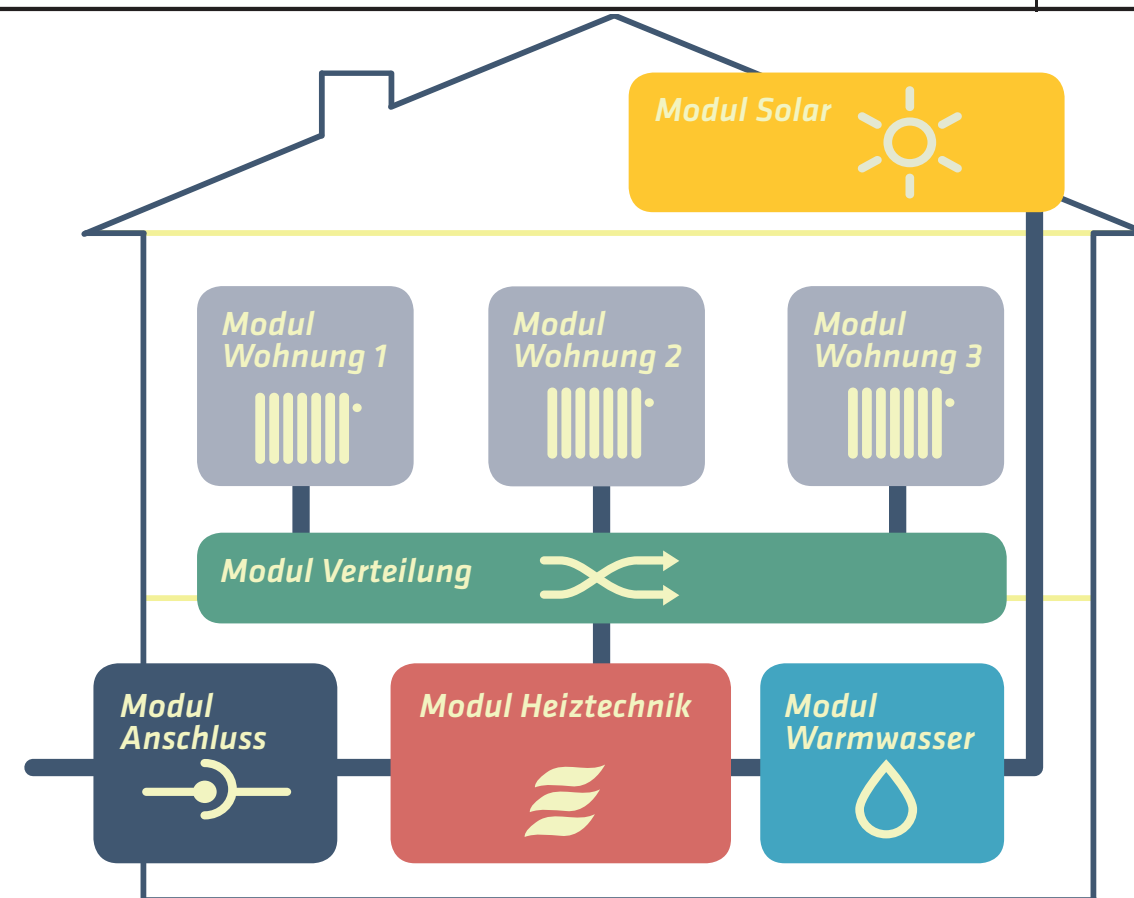 Modul Solar
Modul
Wohnung 1
Modul
Wohnung 2
Modul
Wohnung 3
Modul Verteilung
Modul
Anschluss
Modul Heiztechnik
Modul
Warmwasser